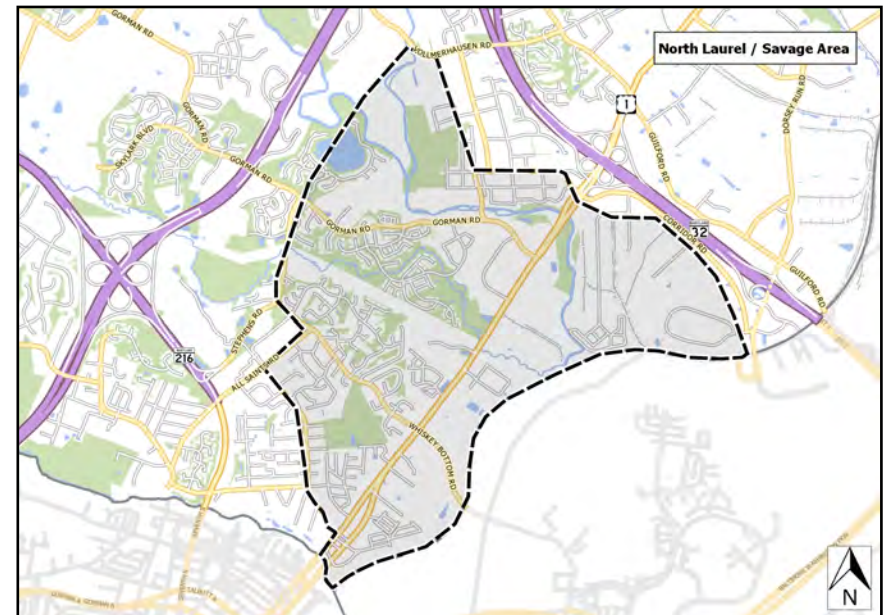 GORMAN RD
VOLLMERHAUSEN RD
North Laurel / Savage Area
1
GUILFORD RD
DORSEY RUN RD
SKYLARK BLVD
GORMAN RD
GORMAN RD
GORMAN RD
CORRIDOR RD
32
GUILFORD RD
STEPHENS RD
216
ALL SAINTS RD
WHISKEY BOTTOM RD
N